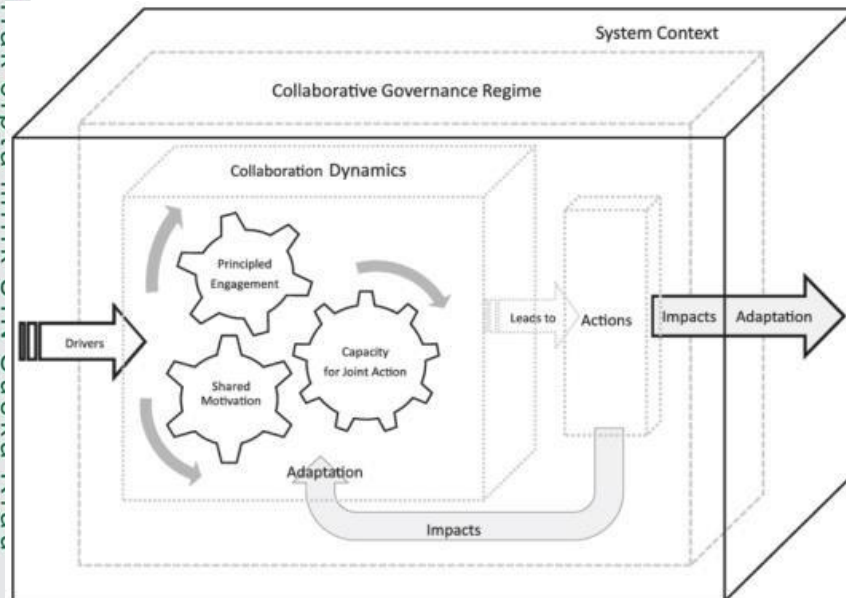 System Context
Collaborative Governance Regime
Collaboration Dynamics
Principled
Engagement
Drivers
Shared
Motivation
Capacity
for Joint Action
Leads to
Actions
Impacts
Adaptation
Adaptation
Impacts